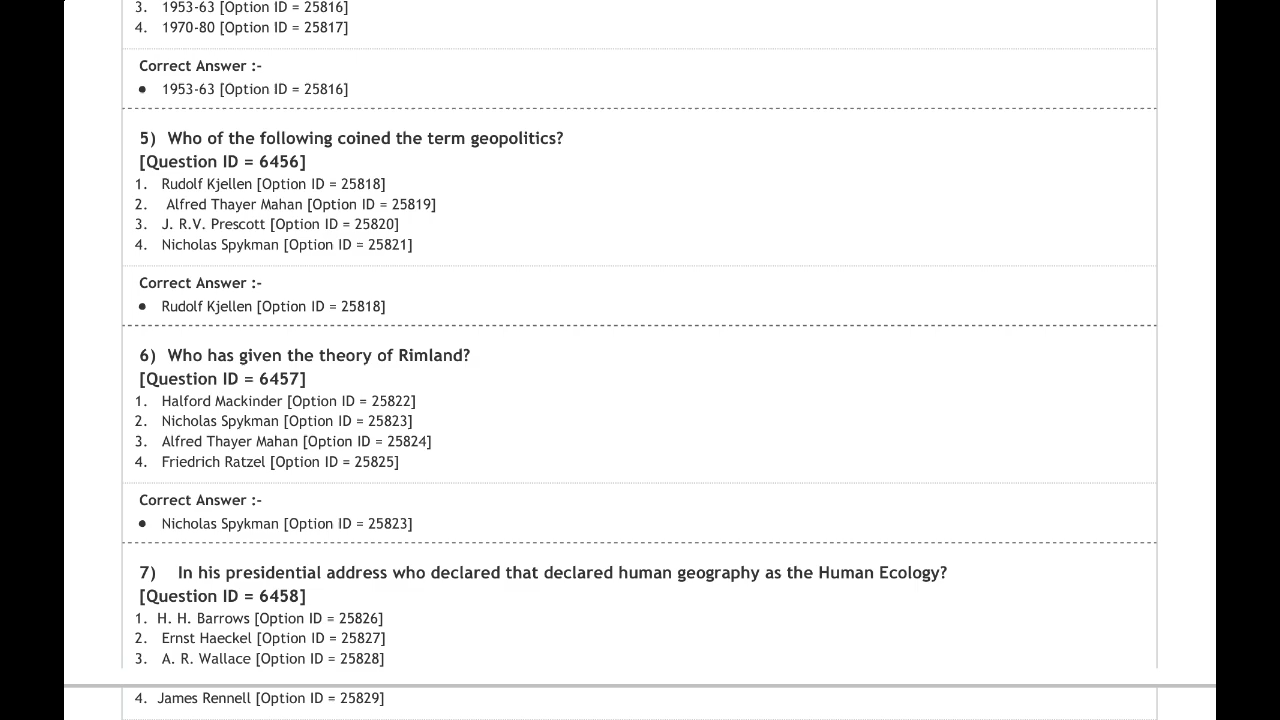 3. 1953-63 [Option ID = 25816]
4. 1970-80 [Option ID = 25817]
Correct Answer :-
• 1953-63 [Option ID = 25816]
5) Who of the following coined the term geopolitics?
[Question ID = 6456]
1. Rudolf Kjellen [Option ID = 25818]
2. Alfred Thayer Mahan [Option ID = 25819]
3. J. R.V. Prescott [Option ID = 25820]
4. Nicholas Spykman [Option ID = 25821]
Correct Answer :-
• Rudolf Kjellen [Option ID = 25818]
6) Who has given the theory of Rimland?
[Question ID = 6457]
1. Halford Mackinder [Option ID = 25822]
2. Nicholas Spykman [Option ID = 25823]
3. Alfred Thayer Mahan [Option ID = 25824]
4. Friedrich Ratzel [Option ID = 25825]
Correct Answer :-
• Nicholas Spykman [Option ID = 25823]
7) In his presidential address who declared that declared human geography as the Human Ecology?
[Question ID = 6458]
1. H. H. Barrows [Option ID = 25826]
2. Ernst Haeckel [Option ID = 25827]
3. A. R. Wallace [Option ID = 25828]
4. James Rennell [Option ID = 25829]